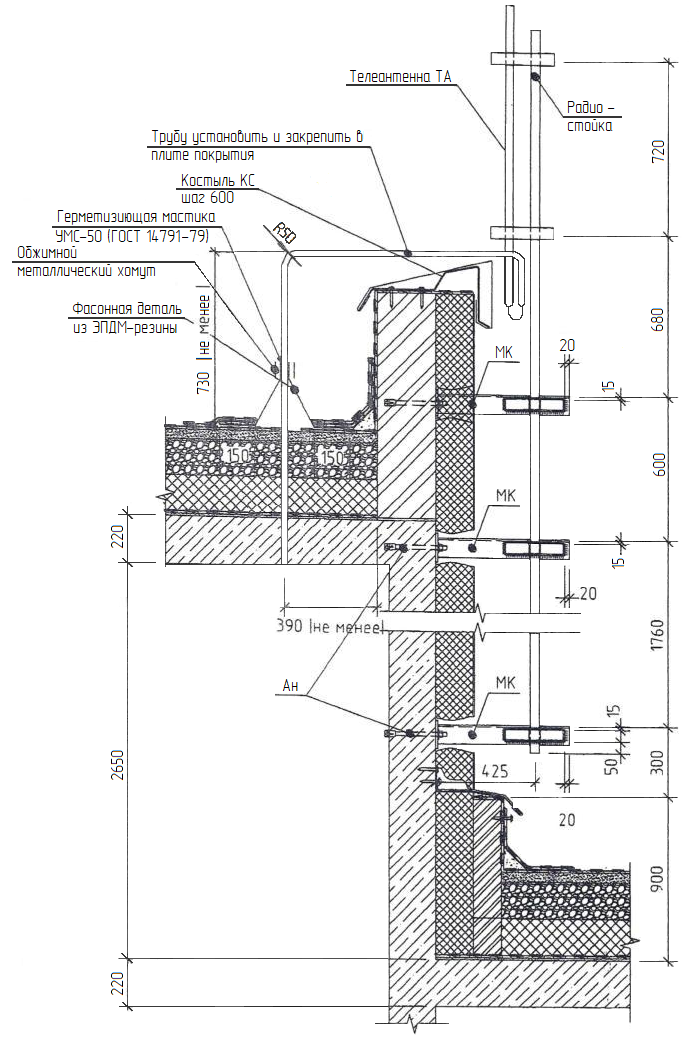 Телеантенна ТА
Радио -
стойка
720
Трубу установить и закрепить в
плите покрытия
Костыль КС
шаг 600
Герметизиющая мастика
УМС-50 (ГОСТ 14791-79)
R50
Обжимной
металлический хомут
Фасонная деталь
из ЭПДМ-резины
730 (не менее)
680
МК
20
15
150
150
600
МК
220
15
20
390 (не менее)
1760
Ан
МК
15
2650
425
50
300
20
900
220